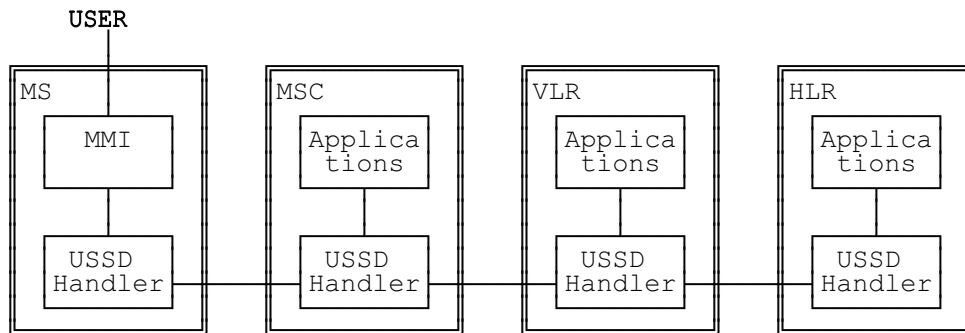 USER
MS
MSC
VLR
HLR
MMI
Applica
tions
Applica
tions
Applica
tions
USSD
Handler
USSD
Handler
USSD
Handler
USSD
Handler